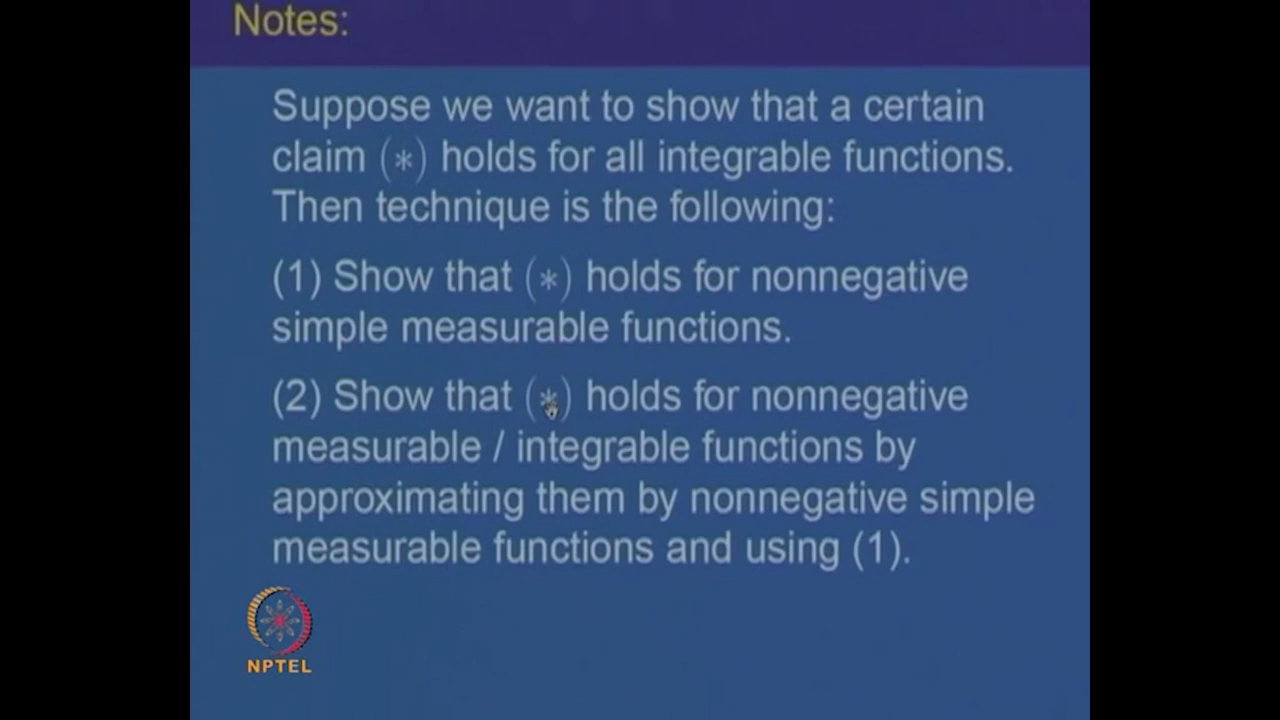 Notes:
Suppose we want to show that a certain
claim (∗) holds for all integrable functions.
Then technique is the following:
(1) Show that (∗) holds for nonnegative
simple measurable functions.
(2) Show that (∗) holds for nonnegative
measurable / integrable functions by
approximating them by nonnegative simple
measurable functions and using (1).
NPTEL